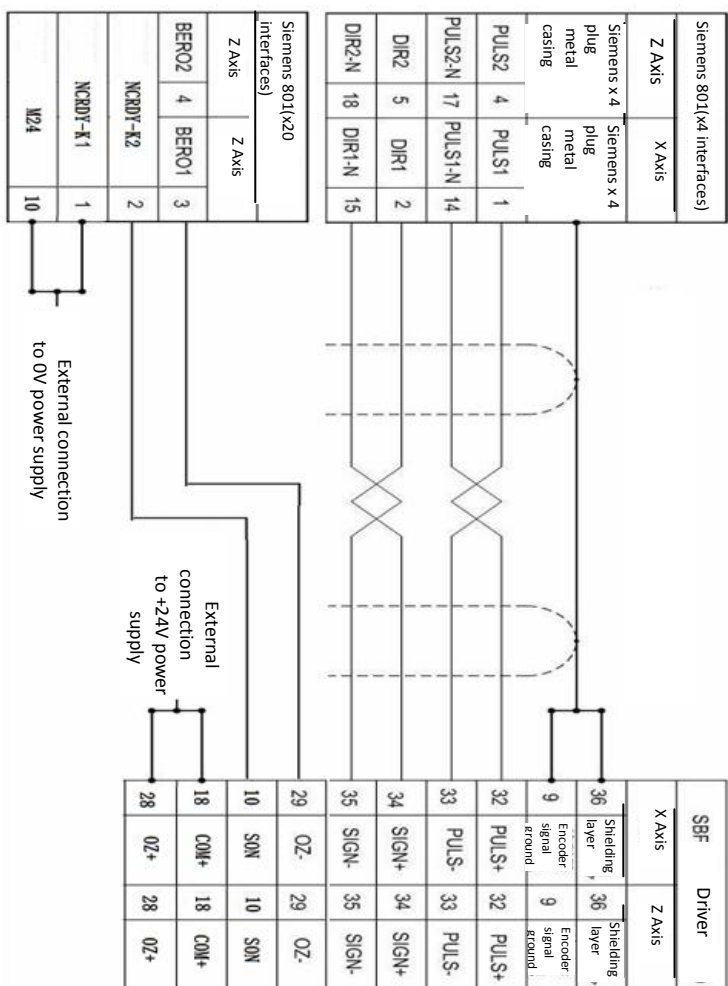 Siemens 801(x4 interfaces)
Z Axis
X Axis
Siemens x 4
plug
metal
casing
Siemens x 4
plug
metal
casing
PULS2 4 PULS1 1
PULS2-N 17 PULS1-N 14
DIR2 5 DIR1 2
DIR2-N 18 DIR1-N 15
Siemens 801(x20
interfaces)
Z Axis
Z Axis
BERO2 4 BERO1 3
NCRDY-K2 2
NCRDY-K1 1
M24 10
External connection
to 0V power supply
External
connection
to +24V power
supply
SBF Driver
X Axis
Z Axis
36 Shielding
layer
36 Shielding
layer
9 Encoder
signal
ground
9 Encoder
signal
ground
32 PULS+ 32 PULS+
33 PULS- 33 PULS-
34 SIGN+ 34 SIGN+
35 SIGN- 35 SIGN-
29 OZ- 29 OZ-
10 SON 10 SON
18 COM+ 18 COM+
28 OZ+ 28 OZ+